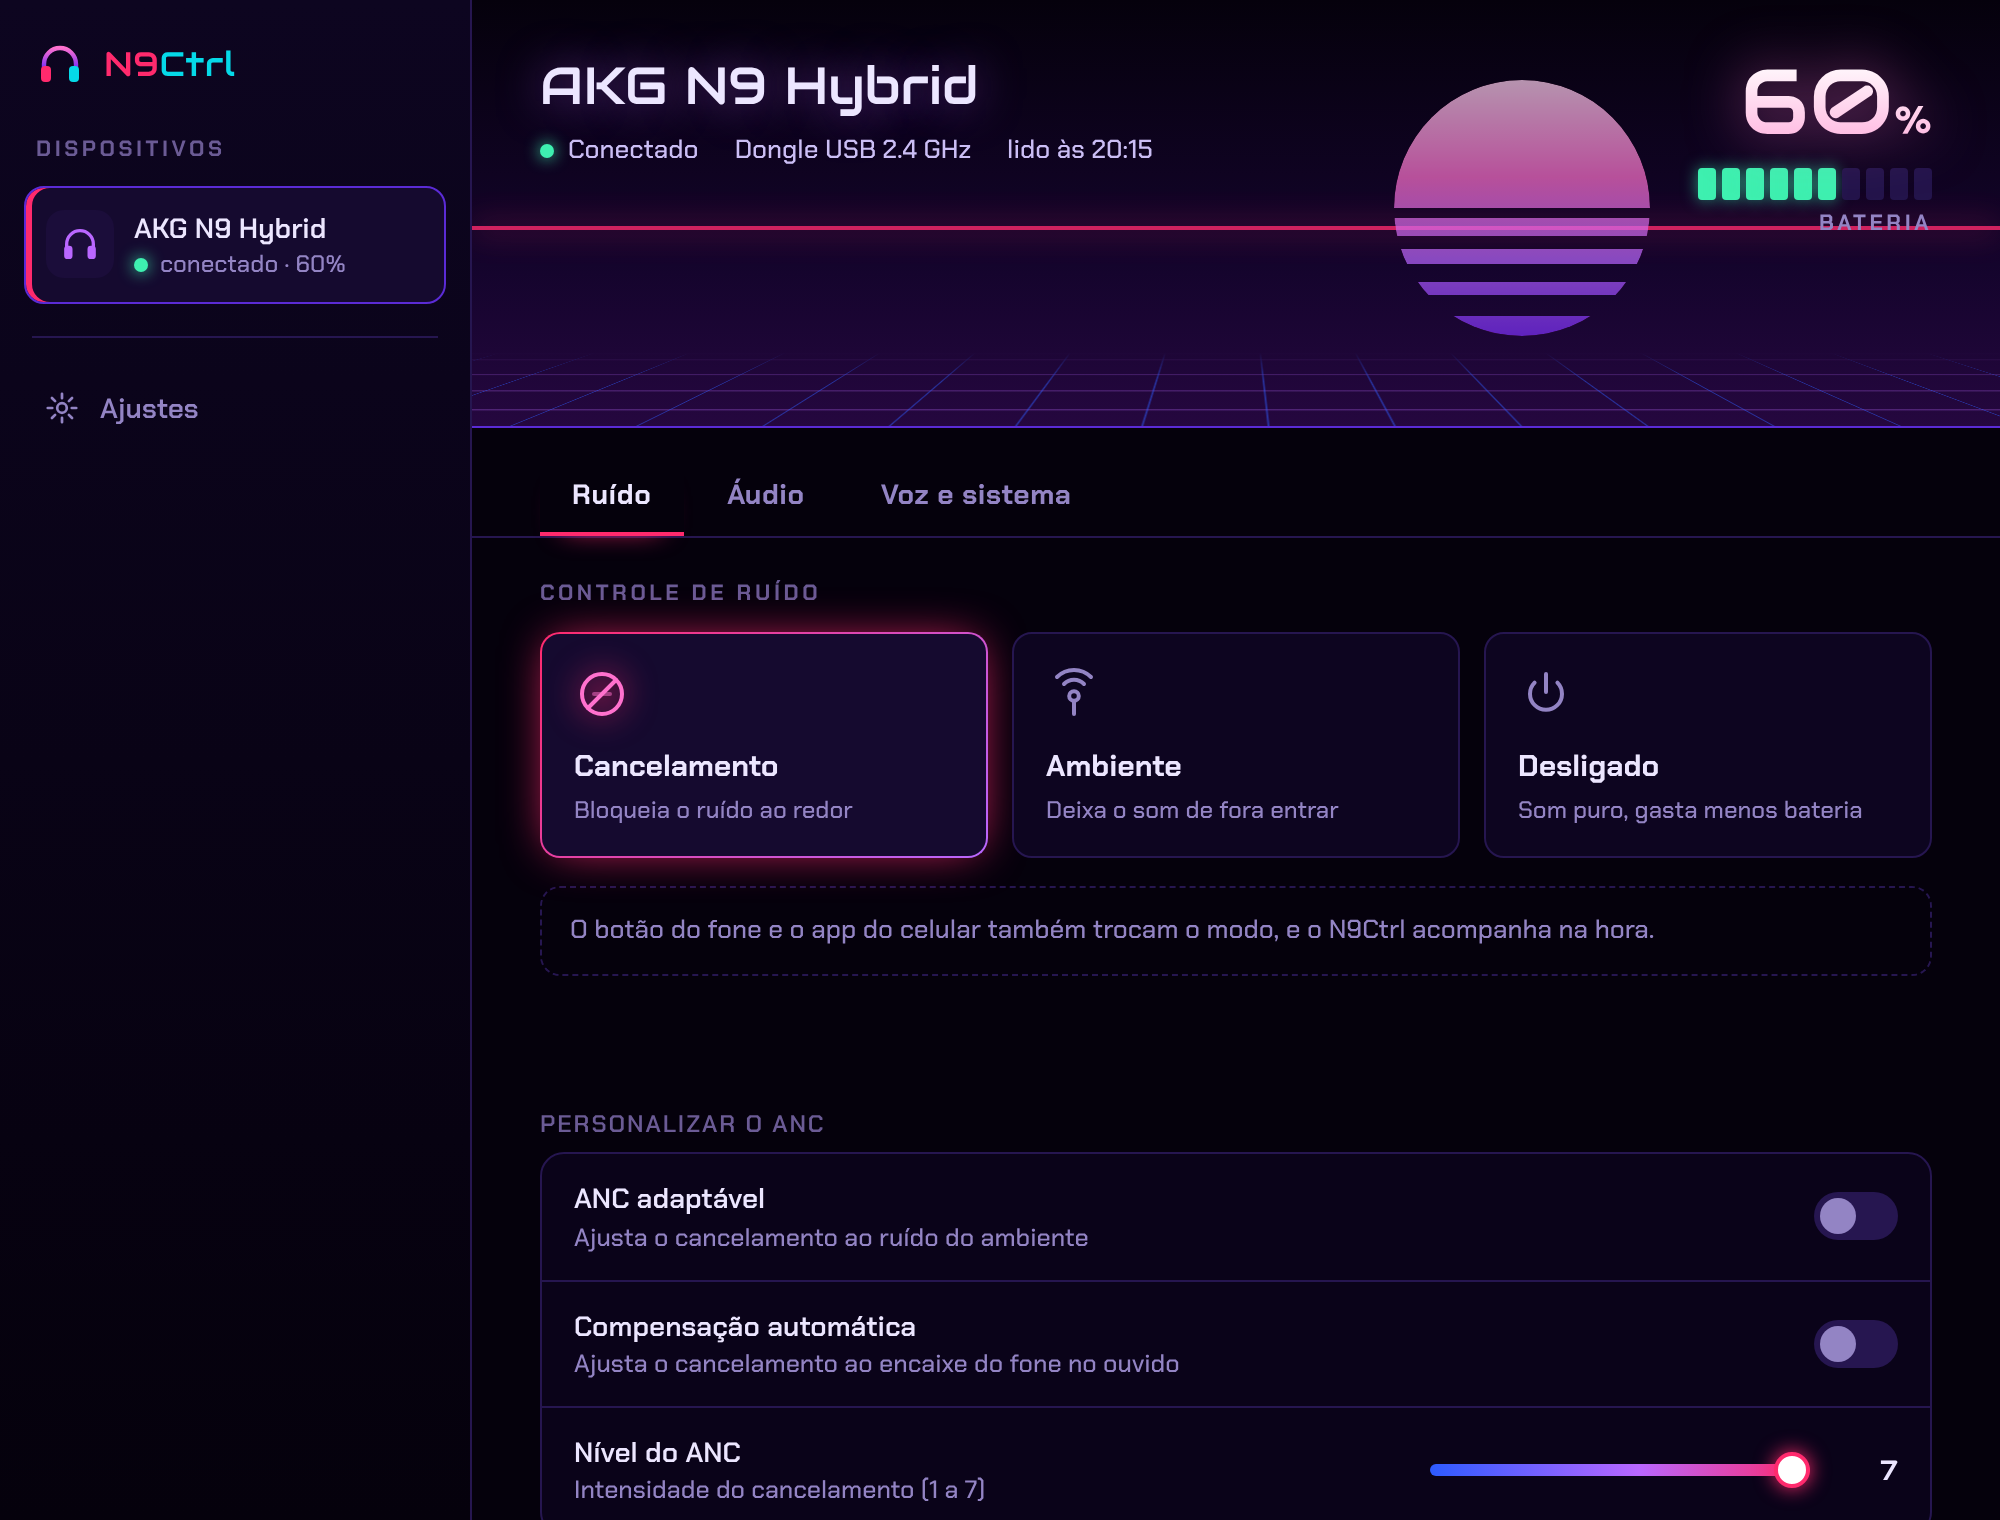 N9Ctrl
DISPOSITIVOS
AKG N9 Hybrid
conectado · 60%
Ajustes
AKG N9 Hybrid
Conectado Dongle USB 2.4 GHz lido às 20:15
60%
BATERIA
Ruído Áudio Voz e sistema
CONTROLE DE RUÍDO
Cancelamento
Bloqueia o ruído ao redor
Ambiente
Deixa o som de fora entrar
Desligado
Som puro, gasta menos bateria
O botão do fone e o app do celular também trocam o modo, e o N9Ctrl acompanha na hora.
PERSONALIZAR O ANC
ANC adaptável
Ajusta o cancelamento ao ruído do ambiente
Compensação automática
Ajusta o cancelamento ao encaixe do fone no ouvido
Nível do ANC
Intensidade do cancelamento (1 a 7)
7